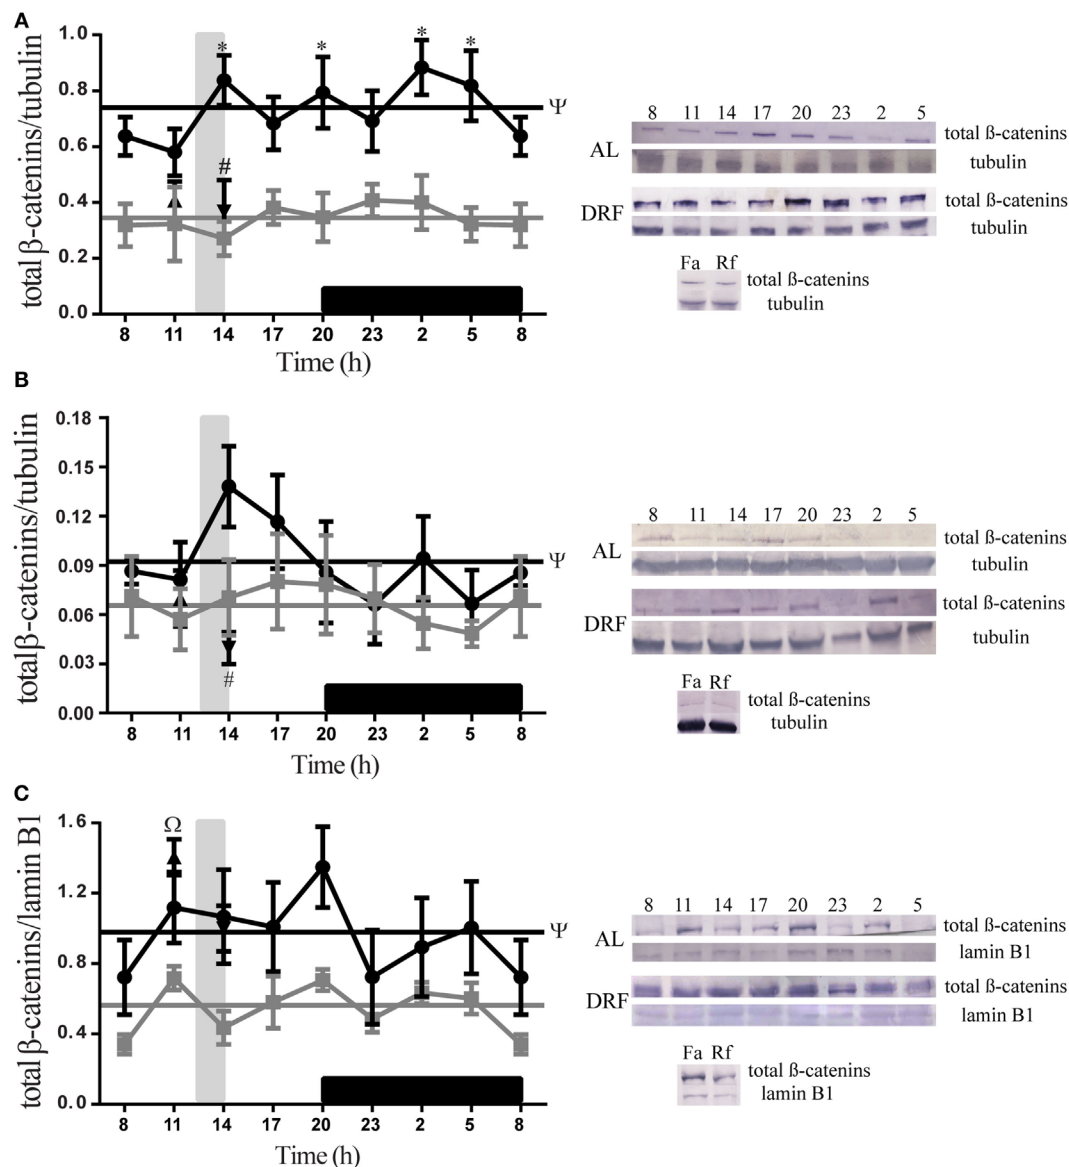 A
total β-catenins/tubulin
1.0
0.8
0.6
0.4
0.2
0.0
* * * *
#
Ψ
8 11 14 17 20 23 2 5 8
Time (h)
8 11 14 17 20 23 2 5
AL
total ß-catenins
tubulin
DRF
total ß-catenins
tubulin
Fa Rf
total ß-catenins
tubulin
B
totalβ-catenins/tubulin
0.18
0.15
0.12
0.09
0.06
0.03
0.00
Ψ
#
8 11 14 17 20 23 2 5 8
Time (h)
8 11 14 17 20 23 2 5
AL
total ß-catenins
tubulin
DRF
total ß-catenins
tubulin
Fa Rf
total ß-catenins
tubulin
C
total β-catenins/lamin B1
1.6
1.2
0.8
0.4
0.0
Ω
Ψ
8 11 14 17 20 23 2 5 8
Time (h)
8 11 14 17 20 23 2 5
AL
total ß-catenins
lamin B1
DRF
total ß-catenins
lamin B1
Fa Rf
total ß-catenins
lamin B1